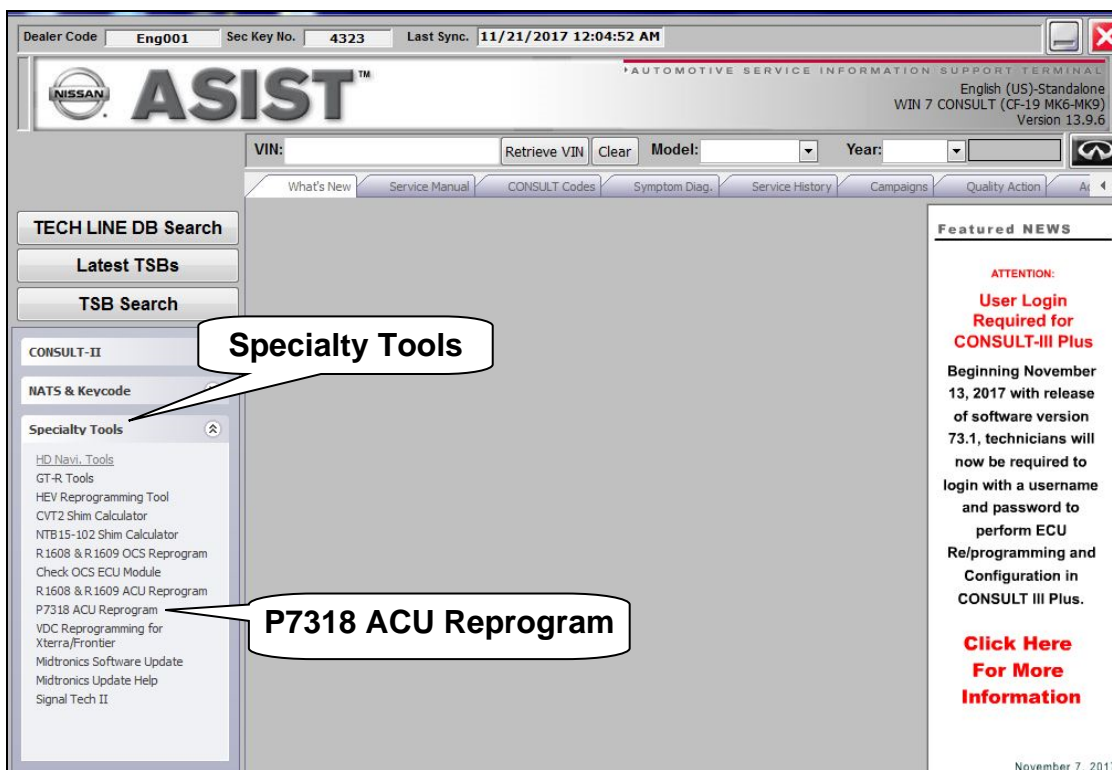 Dealer Code Eng001 Sec Key No. 4323 Last Sync. 11/21/2017 12:04:52 AM
NISSAN
ASIST™
AUTOMOTIVE SERVICE INFORMATION SUPPORT TERMINAL
English (US)-Standalone
WIN 7 CONSULT (CF-19 MK6-MK9)
Version 13.9.6
VIN: Retrieve VIN Clear Model: Year:
What's New Service Manual CONSULT Codes Symptom Diag. Service History Campaigns Quality Action
TECH LINE DB Search
Latest TSBs
TSB Search
CONSULT-II
NATS & Keycode
Specialty Tools
HD Navi. Tools
GT-R Tools
HEV Reprogramming Tool
CVT2 Shim Calculator
NTB15-102 Shim Calculator
R1608 & R1609 OCS Reprogram
Check OCS ECU Module
R1608 & R1609 ACU Reprogram
P7318 ACU Reprogram
VDC Reprogramming for
Xterra/Frontier
Midtronics Software Update
Midtronics Update Help
Signal Tech II
Specialty Tools
P7318 ACU Reprogram
Featured NEWS
ATTENTION:
User Login
Required for
CONSULT-III Plus
Beginning November
13, 2017 with release
of software version
73.1, technicians will
now be required to
login with a username
and password to
perform ECU
Re/programming and
Configuration in
CONSULT III Plus.
Click Here
For More
Information
November 7, 2017